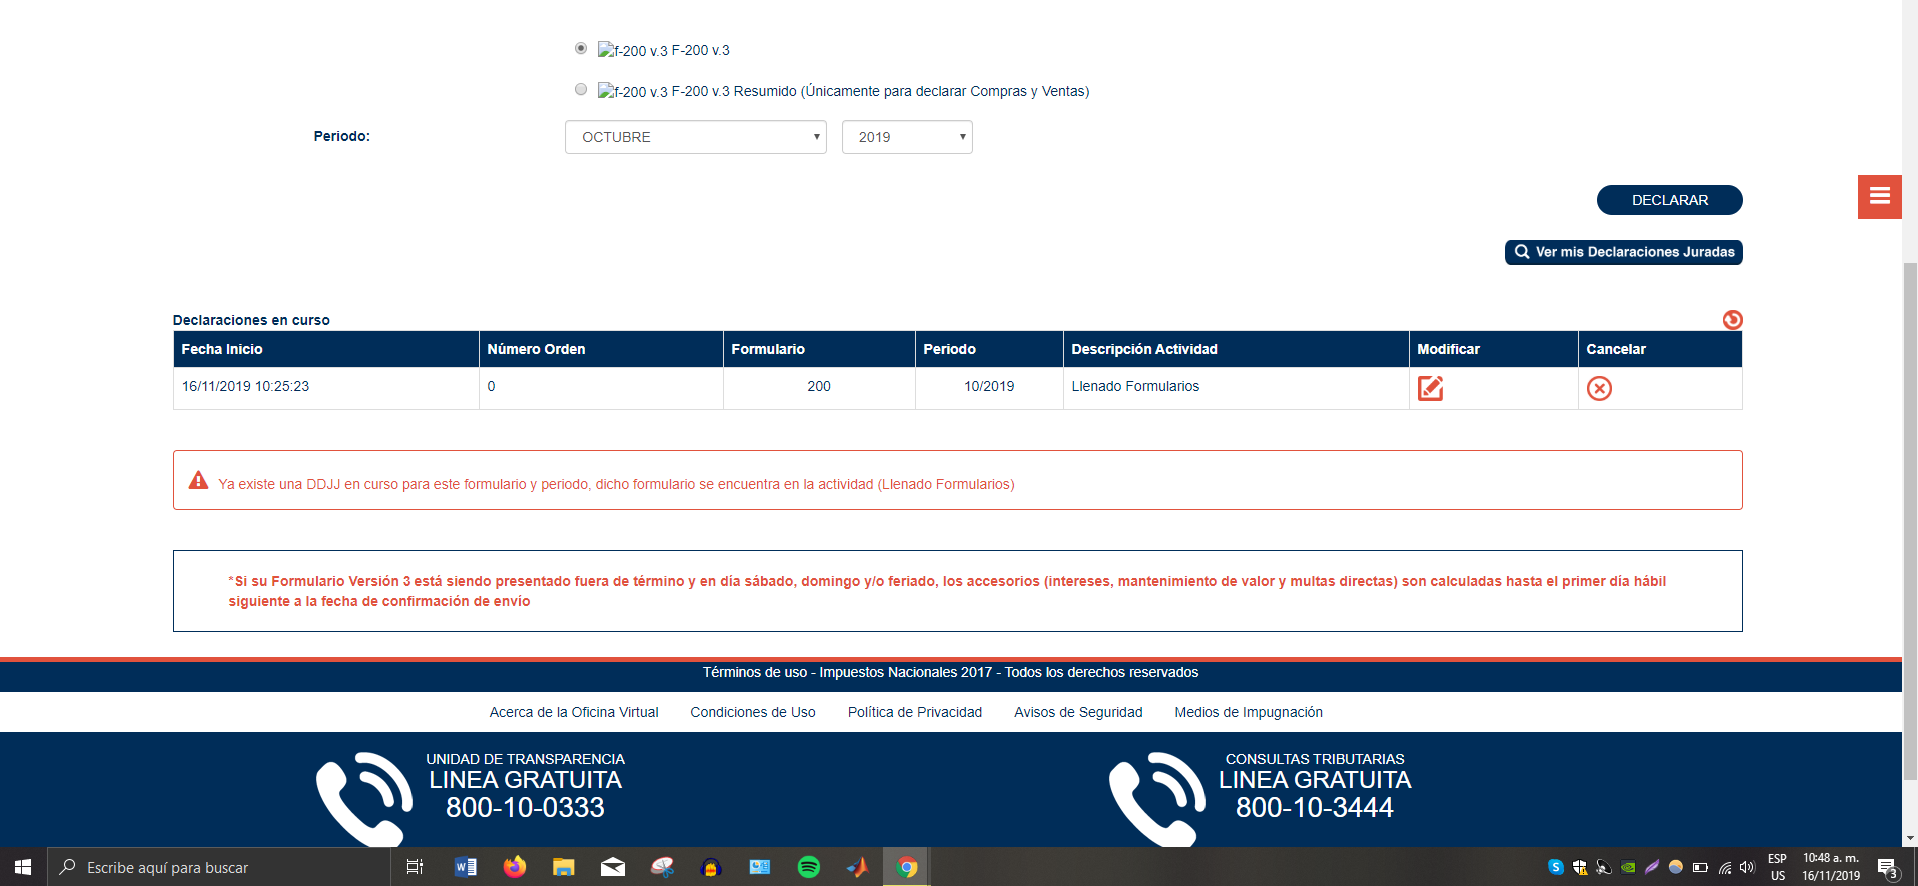 f-200 v.3 F-200 v.3
f-200 v.3 F-200 v.3 Resumido (Únicamente para declarar Compras y Ventas)
Periodo:
OCTUBRE
2019
DECLARAR
Ver mis Declaraciones Juradas
Declaraciones en curso
Fecha Inicio Número Orden Formulario Periodo Descripción Actividad Modificar Cancelar
16/11/2019 10:25:23 0 200 10/2019 Llenado Formularios
Ya existe una DDJJ en curso para este formulario y periodo, dicho formulario se encuentra en la actividad (Llenado Formularios)
*Si su Formulario Versión 3 está siendo presentado fuera de término y en día sábado, domingo y/o feriado, los accesorios (intereses, mantenimiento de valor y multas directas) son calculadas hasta el primer día hábil
siguiente a la fecha de confirmación de envío
Términos de uso - Impuestos Nacionales 2017 - Todos los derechos reservados
Acerca de la Oficina Virtual Condiciones de Uso Política de Privacidad Avisos de Seguridad Medios de Impugnación
UNIDAD DE TRANSPARENCIA
LINEA GRATUITA
800-10-0333
CONSULTAS TRIBUTARIAS
LINEA GRATUITA
800-10-3444
Escribe aquí para buscar
ESP
US
10:48 a. m.
16/11/2019
3